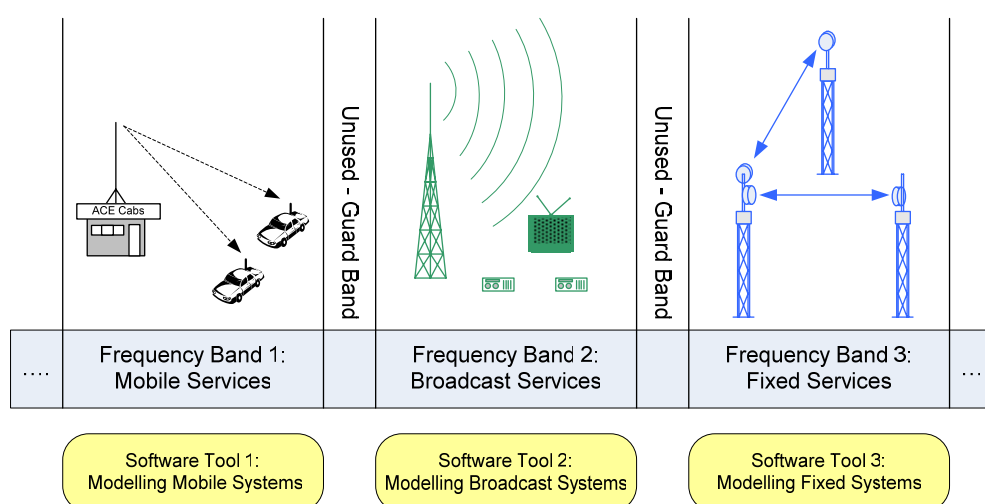 ACE Cabs
Unused - Guard Band
Unused - Guard Band
....
Frequency Band 1:
Mobile Services
Frequency Band 2:
Broadcast Services
Frequency Band 3:
Fixed Services
...
Software Tool 1:
Modelling Mobile Systems
Software Tool 2:
Modelling Broadcast Systems
Software Tool 3:
Modelling Fixed Systems